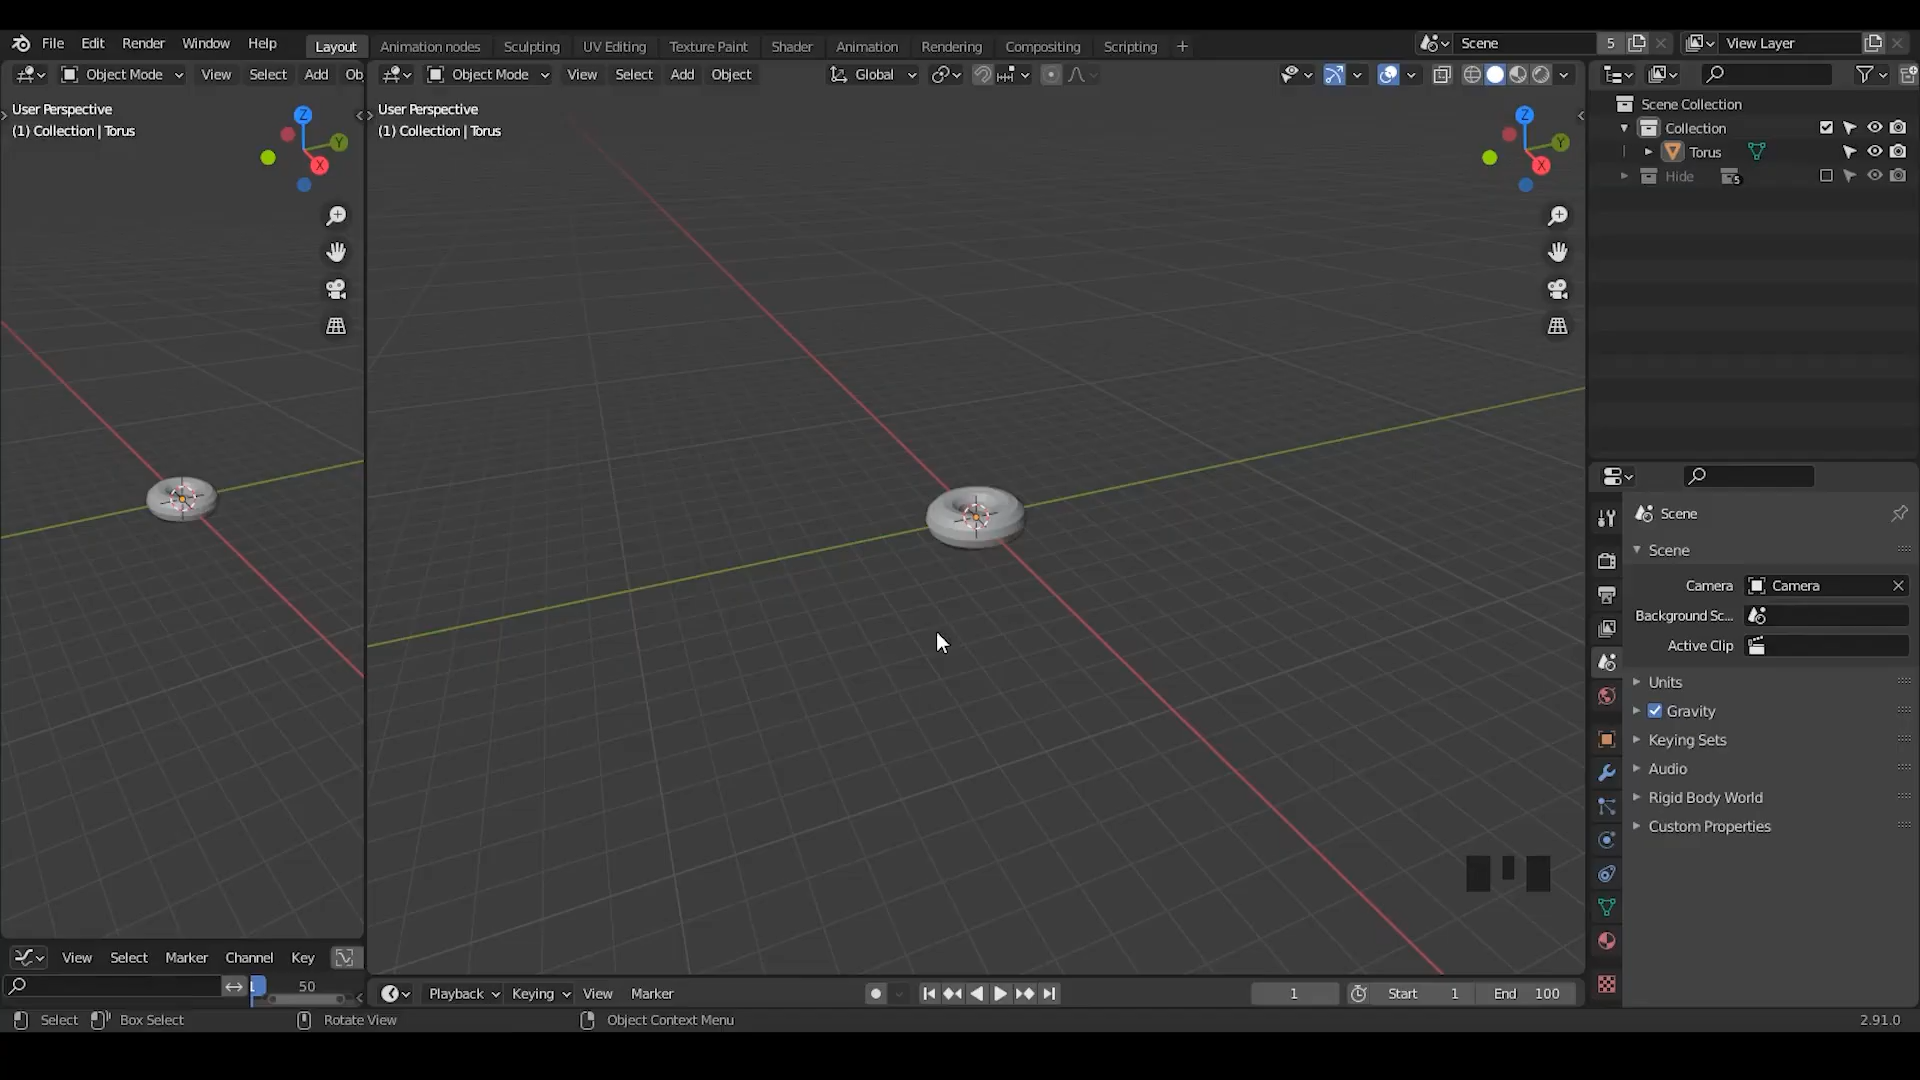 File Edit Render Window Help Layout Animation nodes Sculpting UV Editing Texture Paint Shader Animation Rendering Compositing Scripting + Scene 5 View Layer
Object Mode View Select Add Ob Object Mode View Select Add Object Global
User Perspective
(1) Collection | Torus
Z
Y
X
User Perspective
(1) Collection | Torus
Z
Y
X
Scene Collection
Collection
Torus
Hide 5
Scene
Scene
Camera Camera
Background Sc...
Active Clip
Units
Gravity
Keying Sets
Audio
Rigid Body World
Custom Properties
View Select Marker Channel Key
1 50
Playback Keying View Marker 1 Start 1 End 100
Select Box Select Rotate View Object Context Menu 2.91.0